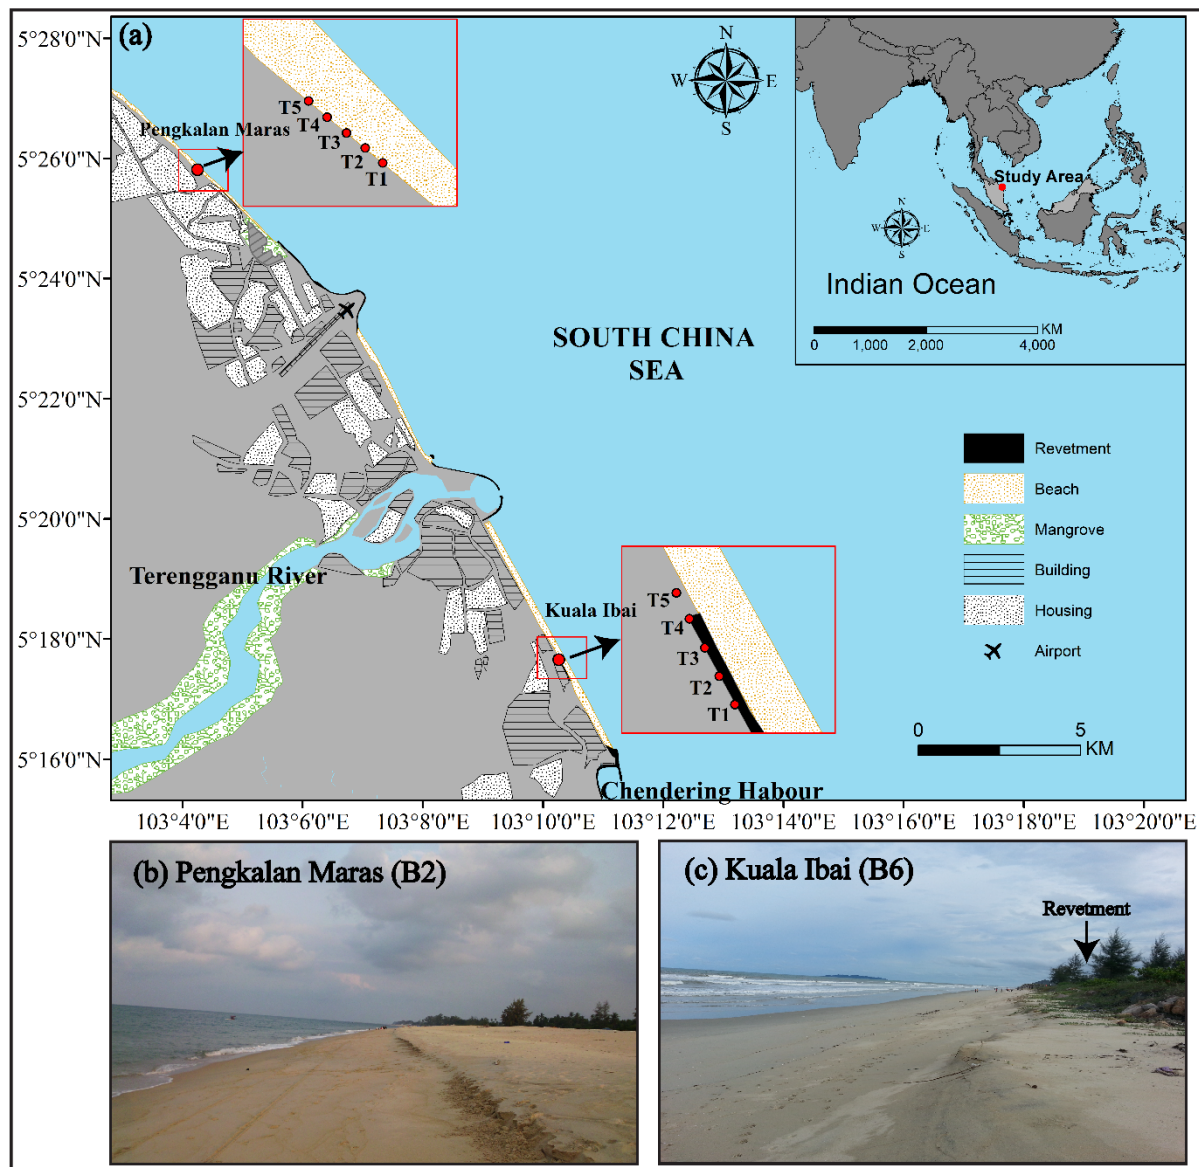 (a)
5°28'0"N
5°26'0"N
5°24'0"N
5°22'0"N
5°20'0"N
5°18'0"N
5°16'0"N
103°4'0"E
103°6'0"E
103°8'0"E
103°10'0"E
103°12'0"E
103°14'0"E
103°16'0"E
103°18'0"E
103°20'0"E
T5
T4
T3
T2
T1
Pengkalan Maras
N
W
E
S
Study Area
N
W
E
S
Indian Ocean
KM
0
1,000
2,000
4,000
SOUTH CHINA
SEA
Revetment
Beach
Mangrove
Building
Housing
Airport
0
5
KM
Terengganu River
Kuala Ibai
T5
T4
T3
T2
T1
Chendering Habour
(b) Pengkalan Maras (B2)
(c) Kuala Ibai (B6)
Revetment